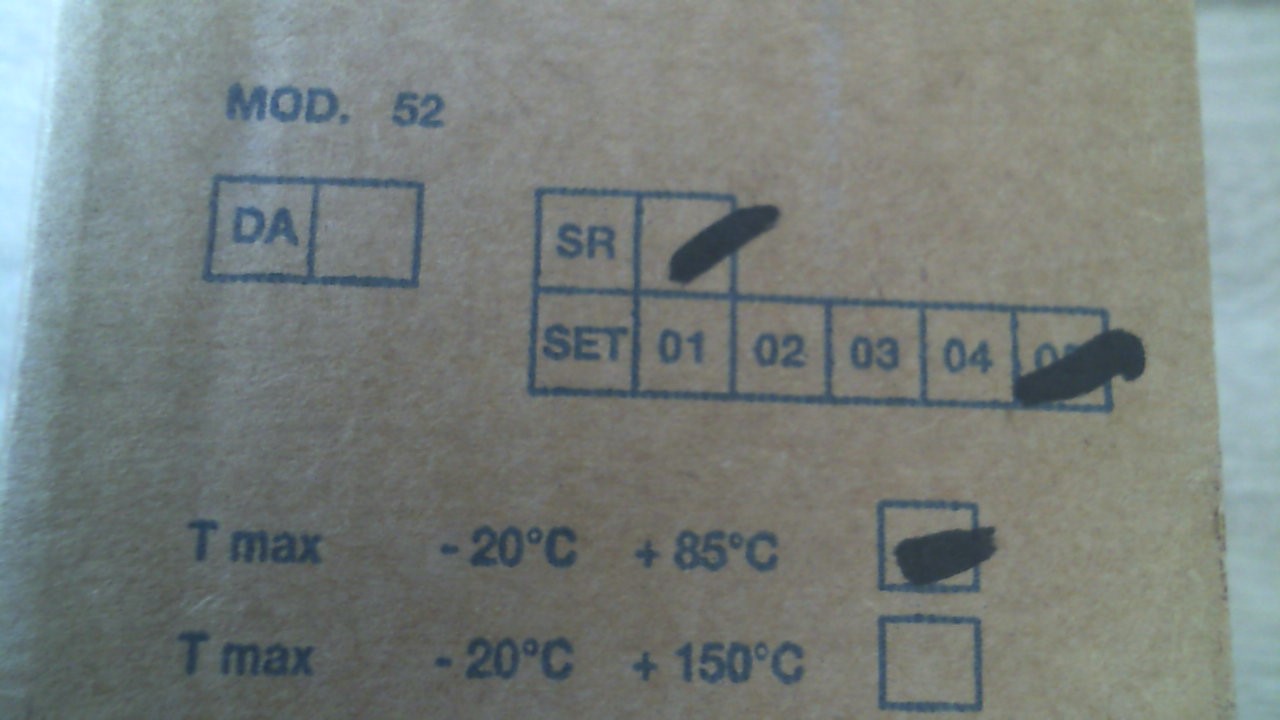 MOD. 52
DA SR
SET 01 02 03 04
T max - 20°C + 85°C
T max - 20°C + 150°C